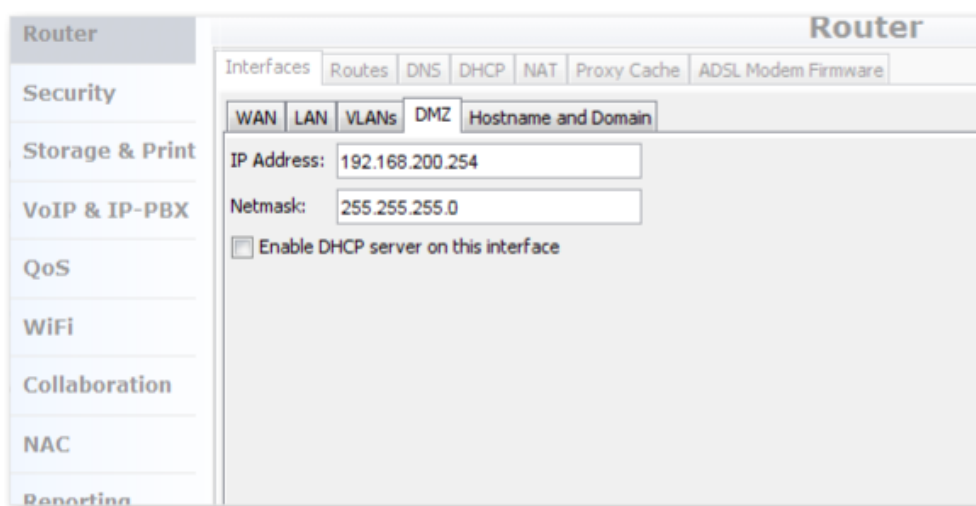 Router
Security
Storage & Print
VoIP & IP-PBX
QoS
WiFi
Collaboration
NAC
Reporting
Router
Interfaces Routes DNS DHCP NAT Proxy Cache ADSL Modem Firmware
WAN LAN VLANs DMZ Hostname and Domain
IP Address: 192.168.200.254
Netmask: 255.255.255.0
Enable DHCP server on this interface